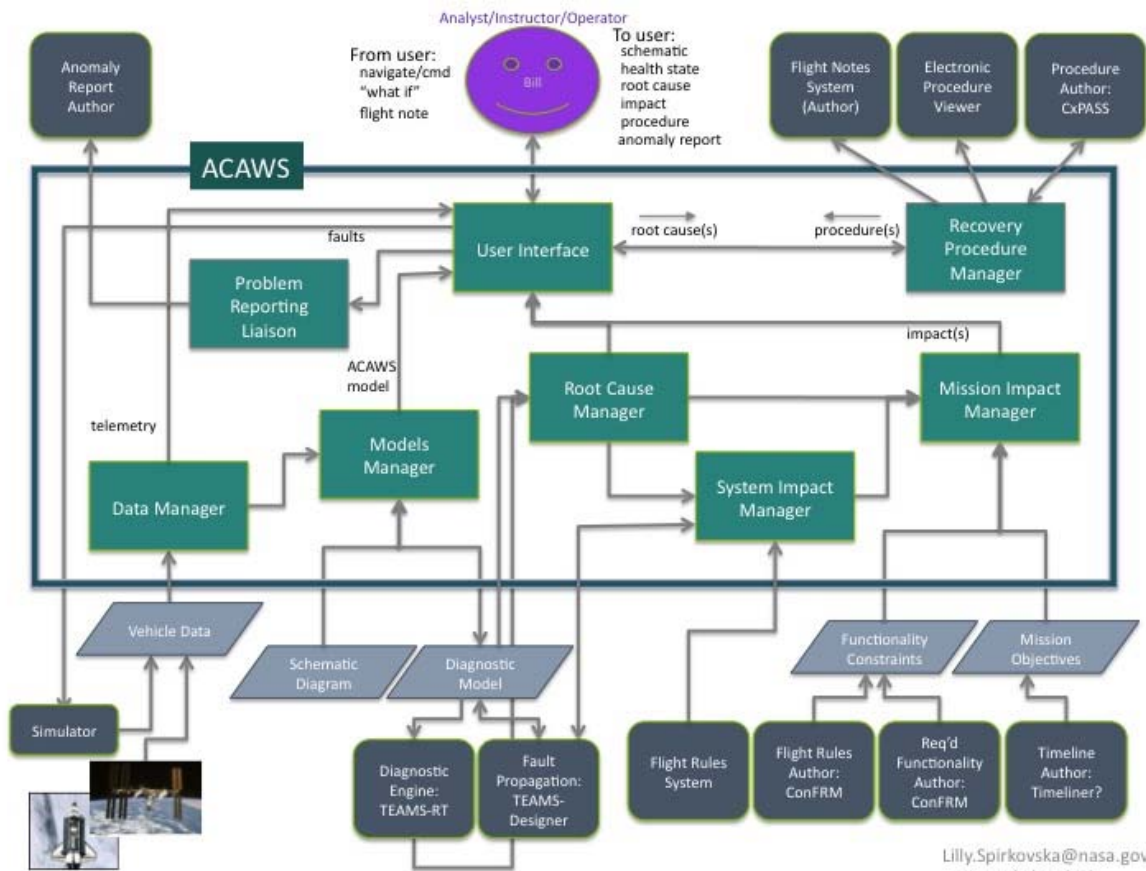 Analyst/Instructor/Operator
From user:
navigate/cmd
“what if”
flight note
Bill
To user:
schematic
health state
root cause
impact
procedure
anomaly report
Anomaly
Report
Author
Flight Notes
System
(Author)
Electronic
Procedure
Viewer
Procedure
Author:
CxPASS
ACAWS
faults
User Interface
root cause(s)
procedure(s)
Recovery
Procedure
Manager
Problem
Reporting
Liaison
ACAWS
model
impact(s)
Root Cause
Manager
Mission Impact
Manager
telemetry
Models
Manager
Data Manager
System Impact
Manager
Vehicle Data
Schematic
Diagram
Diagnostic
Model
Functionality
Constraints
Mission
Objectives
Simulator
Diagnostic
Engine:
TEAMS-RT
Fault
Propagation:
TEAMS-
Designer
Flight Rules
System
Flight Rules
Author:
ConFRM
Req'd
Functionality
Author:
ConFRM
Timeline
Author:
Timeliner?
Lilly.Spirkovska@nasa.gov